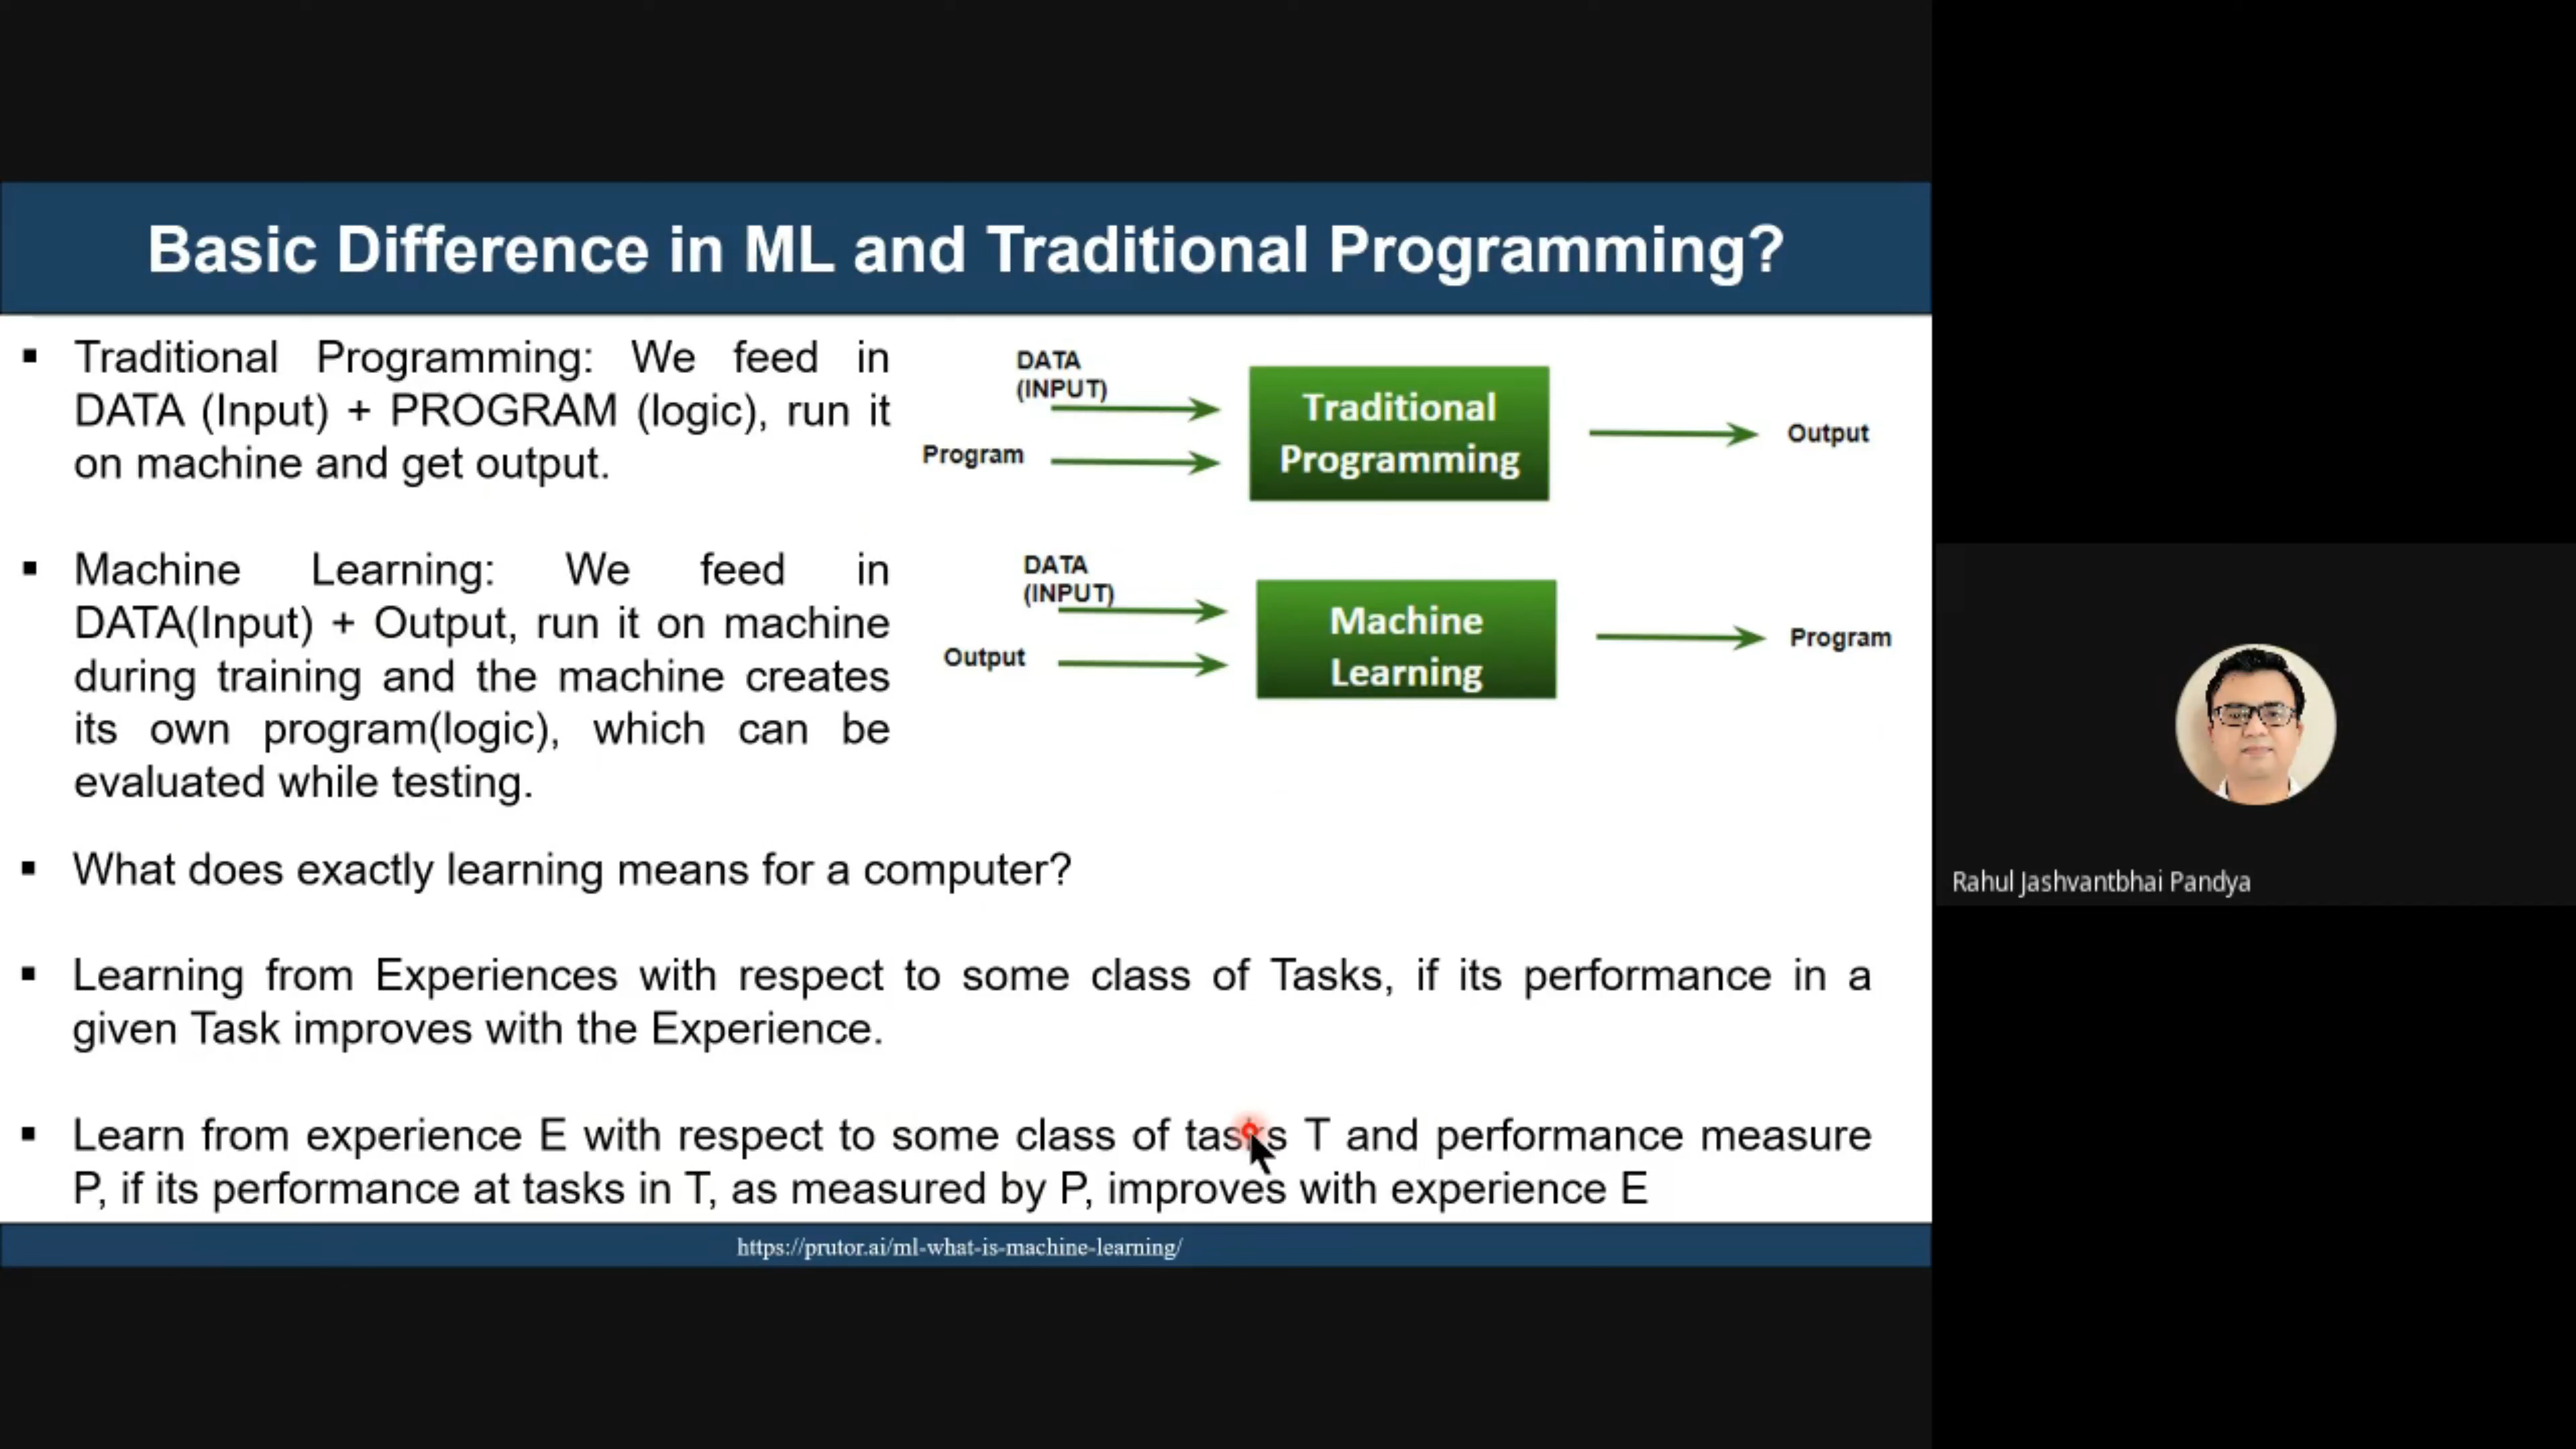 Basic Difference in ML and Traditional Programming?
▪ Traditional Programming: We feed in
DATA (Input) + PROGRAM (logic), run it
on machine and get output.
DATA
(INPUT)
Program
Traditional
Programming
Output
▪ Machine Learning: We feed in
DATA(Input) + Output, run it on machine
during training and the machine creates
its own program(logic), which can be
evaluated while testing.
DATA
(INPUT)
Output
Machine
Learning
Program
▪ What does exactly learning means for a computer?
▪ Learning from Experiences with respect to some class of Tasks, if its performance in a
given Task improves with the Experience.
▪ Learn from experience E with respect to some class of tasks T and performance measure
P, if its performance at tasks in T, as measured by P, improves with experience E
https://prutor.ai/ml-what-is-machine-learning/
Rahul Jashvantbhai Pandya